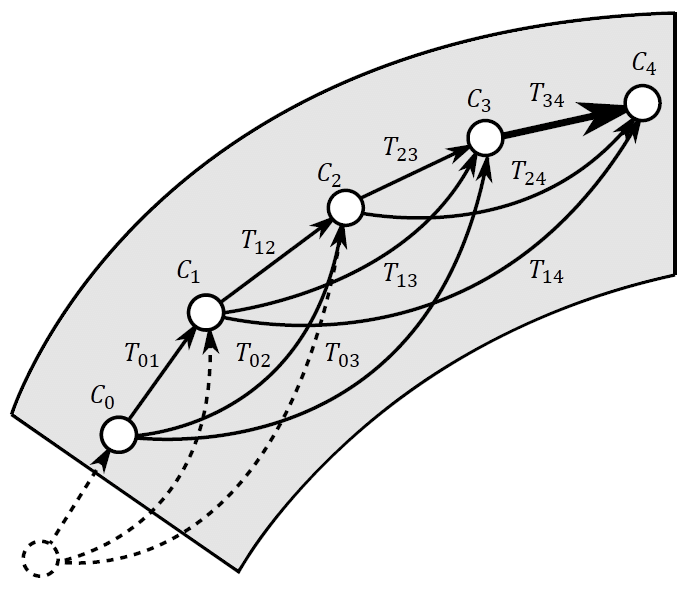 C₄
C₃
T₃₄
T₂₃
C₂
T₂₄
T₁₂
C₁
T₁₃
T₁₄
T₀₁
T₀₂
T₀₃
C₀